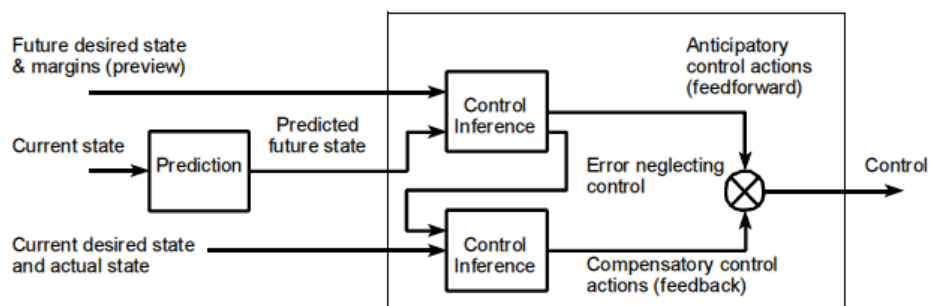 Future desired state
& margins (preview)
Anticipatory
control actions
(feedforward)
Control
Inference
Current state
Prediction
Predicted
future state
Error neglecting
control
Control
Current desired state
and actual state
Control
Inference
Compensatory control
actions (feedback)